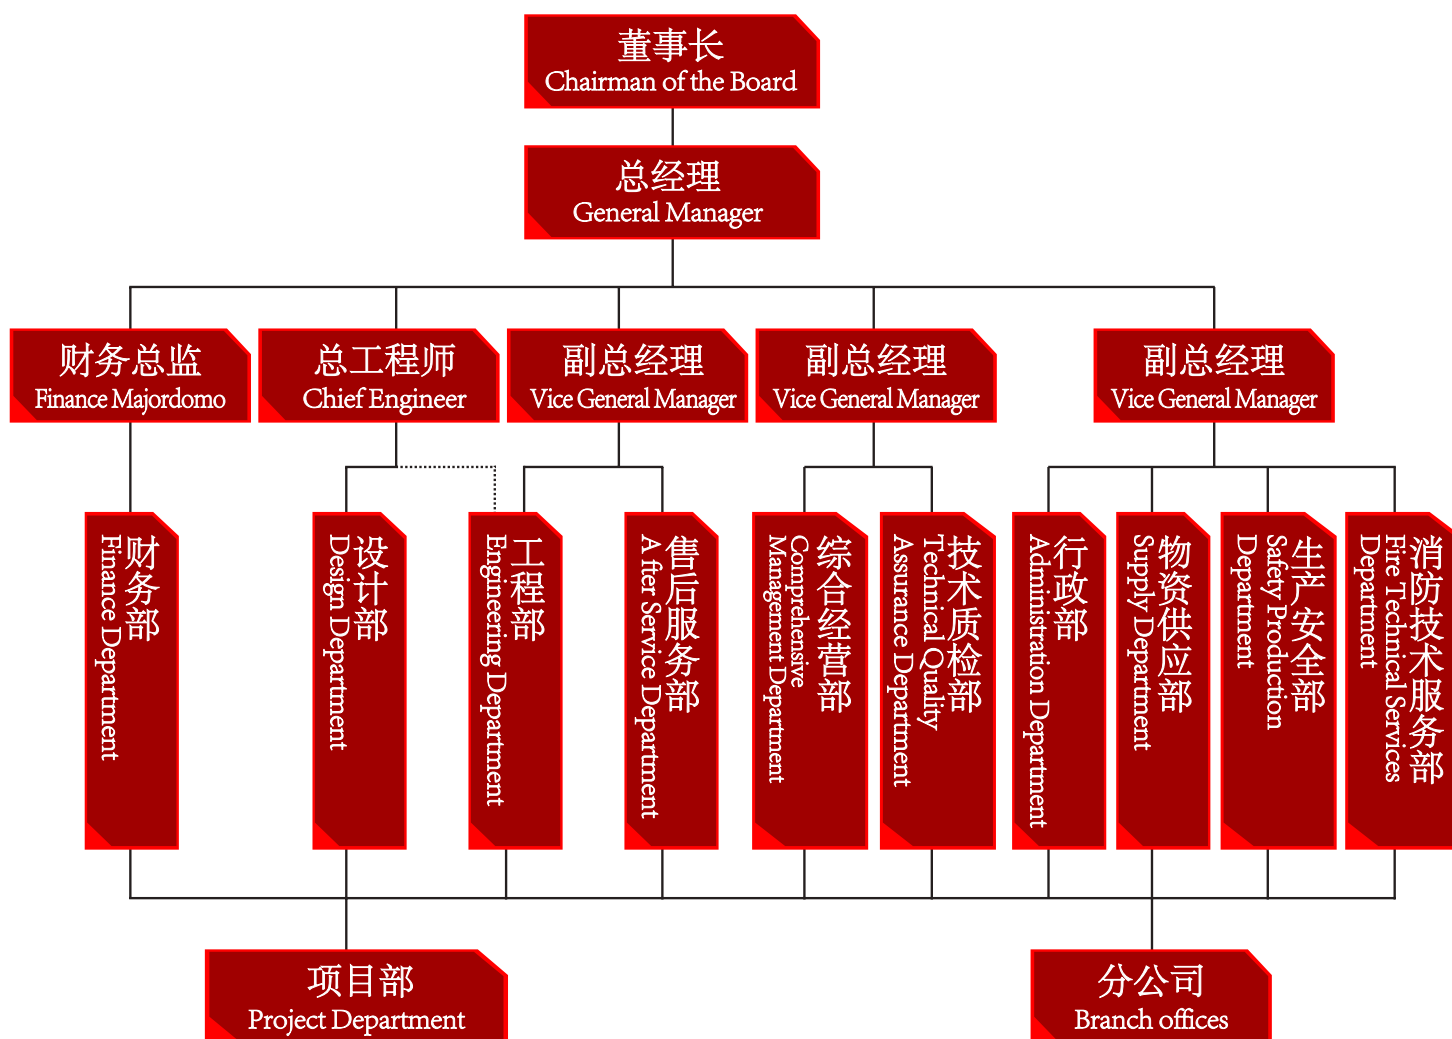 董事长
Chairman of the Board
总经理
General Manager
财务总监
Finance Majordomo
总工程师
Chief Engineer
副总经理
Vice General Manager
副总经理
Vice General Manager
副总经理
Vice General Manager
财务部
Finance Department
设计部
Design Department
工程部
Engineering Department
售后服务部
A fter Service Department
综合经营部
Comprehensive
Management Department
技术质检部
Technical Quality
Assurance Department
行政部
Administration Department
物资供应部
Supply Department
生产安全部
Safety Production
Department
消防技术服务部
Fire Technical Services
Department
项目部
Project Department
分公司
Branch offices